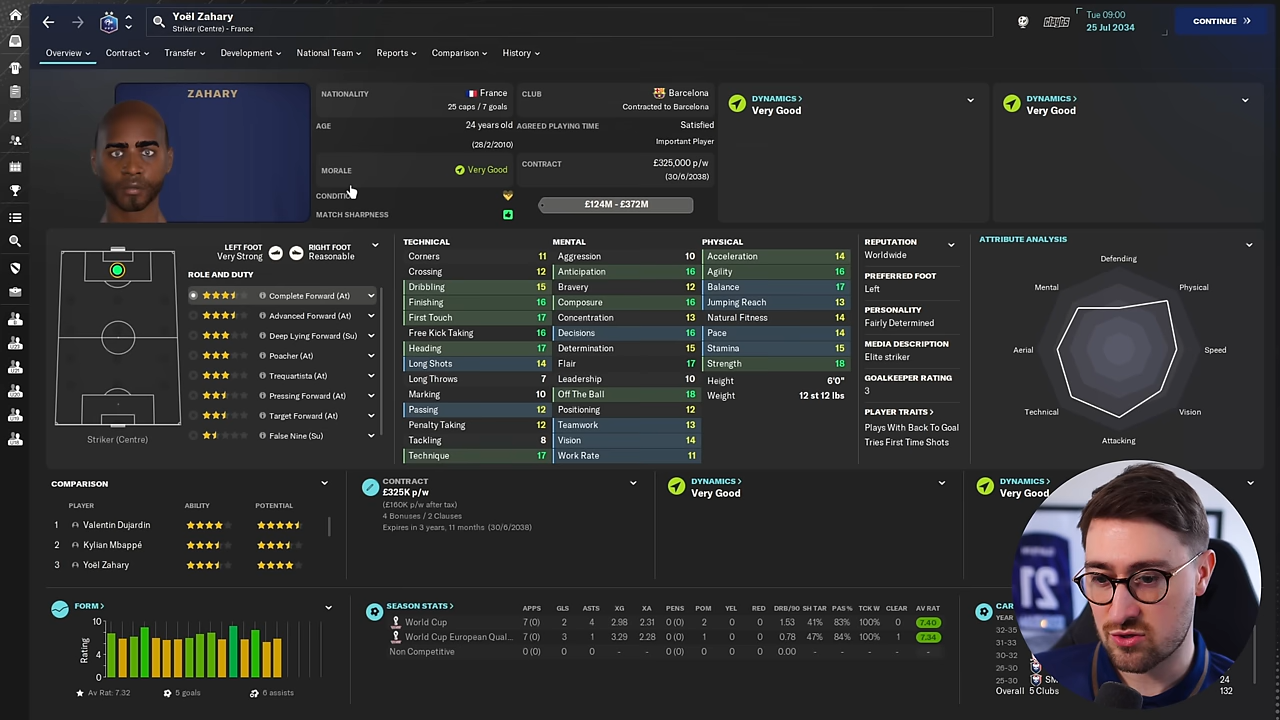 Yoël Zahary
Striker (Centre) - France
clayts
Tue 09:00
25 Jul 2034
CONTINUE
Overview
Contract
Transfer
Development
National Team
Reports
Comparison
History
ZAHARY
NATIONALITY
France
25 caps / 7 goals
AGE
24 years old
(28/2/2010)
MORALE
Very Good
CONDITIO
MATCH SHARPNESS
CLUB
Barcelona
Contracted to Barcelona
AGREED PLAYING TIME
Satisfied
Important Player
CONTRACT
£325,000 p/w
(30/6/2038)
£124M - £372M
DYNAMICS >
Very Good
DYNAMICS >
Very Good
LEFT FOOT
Very Strong
RIGHT FOOT
Reasonable
ROLE AND DUTY
Complete Forward (At)
Advanced Forward (At)
Deep Lying Forward (Su)
Poacher (At)
Trequartista (At)
Pressing Forward (At)
Target Forward (At)
False Nine (Su)
Striker (Centre)
TECHNICAL
Corners 11
Crossing 12
Dribbling 15
Finishing 16
First Touch 17
Free Kick Taking 16
Heading 17
Long Shots 14
Long Throws 7
Marking 10
Passing 12
Penalty Taking 12
Tackling 8
Technique 17
MENTAL
Aggression 10
Anticipation 16
Bravery 12
Composure 16
Concentration 13
Decisions 16
Determination 15
Flair 17
Leadership 10
Off The Ball 18
Positioning 12
Teamwork 13
Vision 14
Work Rate 11
PHYSICAL
Acceleration 14
Agility 16
Balance 17
Jumping Reach 13
Natural Fitness 14
Pace 14
Stamina 15
Strength 18
Height 6'0"
Weight 12 st 12 lbs
REPUTATION
Worldwide
PREFERRED FOOT
Left
PERSONALITY
Fairly Determined
MEDIA DESCRIPTION
Elite striker
GOALKEEPER RATING
3
PLAYER TRAITS >
Plays With Back To Goal
Tries First Time Shots
ATTRIBUTE ANALYSIS
Defending
Mental
Physical
Aerial
Speed
Technical
Vision
Attacking
COMPARISON
PLAYER ABILITY POTENTIAL
1 Valentin Dujardin
2 Kylian Mbappé
3 Yoël Zahary
CONTRACT
£325K p/w
(£160K p/w after tax)
4 Bonuses / 2 Clauses
Expires in 3 years, 11 months (30/6/2038)
DYNAMICS >
Very Good
DYNAMICS >
Very Good
FORM >
Rating
10
4
0
Av Rat: 7.32
5 goals
6 assists
SEASON STATS >
APPS GLS ASTS XG XA PENS POM YEL RED DRB/90 SH TAR PAS % TCK W CLEAR AV RAT
World Cup 7 (0) 2 4 2.98 2.31 0 (0) 2 0 0 1.53 41% 83% 100% 0 7.40
World Cup European Qual... 7 (0) 3 1 3.29 2.28 0 (0) 1 0 0 0.78 47% 84% 100% 1 7.34
Non Competitive - - - - - - - - - 0.00 - - - - -
CAR
YEAR
32-35
31-33
30-32
26-30
25-30 SM 24
Overall 5 Clubs 132
21